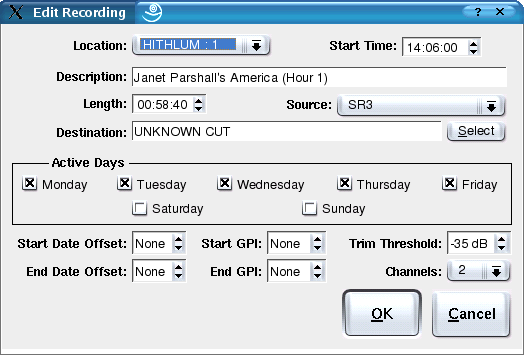 Edit Recording ? X
Location: HITHLUM : 1 Start Time: 14:06:00
Description: Janet Parshall's America (Hour 1)
Length: 00:58:40 Source: SR3
Destination: UNKNOWN CUT Select
Active Days
Monday Tuesday Wednesday Thursday Friday
Saturday Sunday
Start Date Offset: None Start GPI: None Trim Threshold: -35 dB
End Date Offset: None End GPI: None Channels: 2
OK Cancel